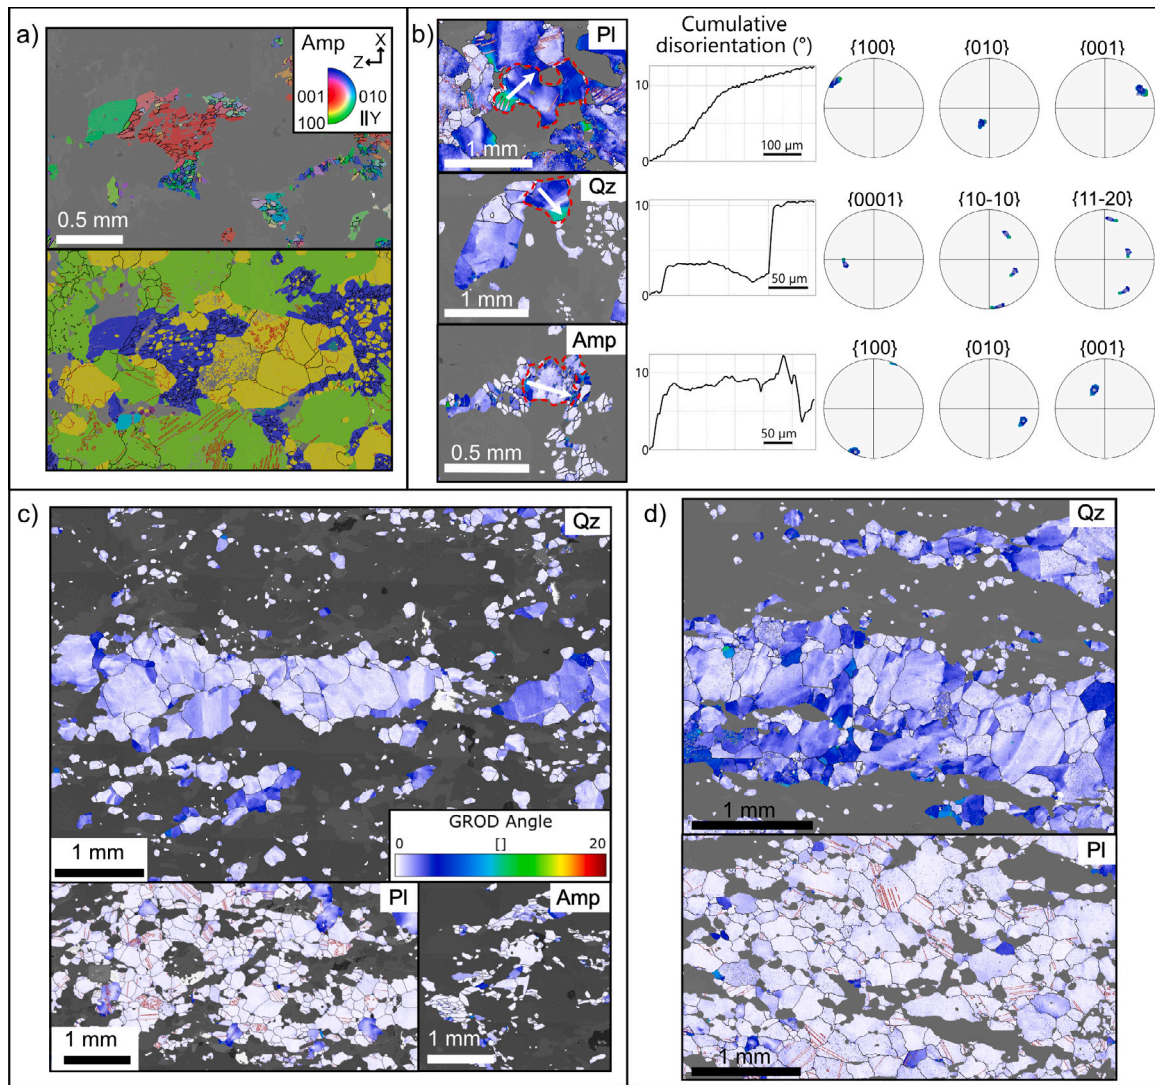 a)
Amp
X
Z
001
010
100
||Y
0.5 mm
b)
Pl
1 mm
Qz
1 mm
Amp
0.5 mm
Cumulative
disorientation (°)
10
0
100 µm
{100}
{010}
{001}
10
0
50 µm
{0001}
{10-10}
{11-20}
10
0
50 µm
{100}
{010}
{001}
c)
Qz
1 mm
GROD Angle
0
[]
20
Pl
1 mm
Amp
1 mm
d)
Qz
1 mm
Pl
1 mm